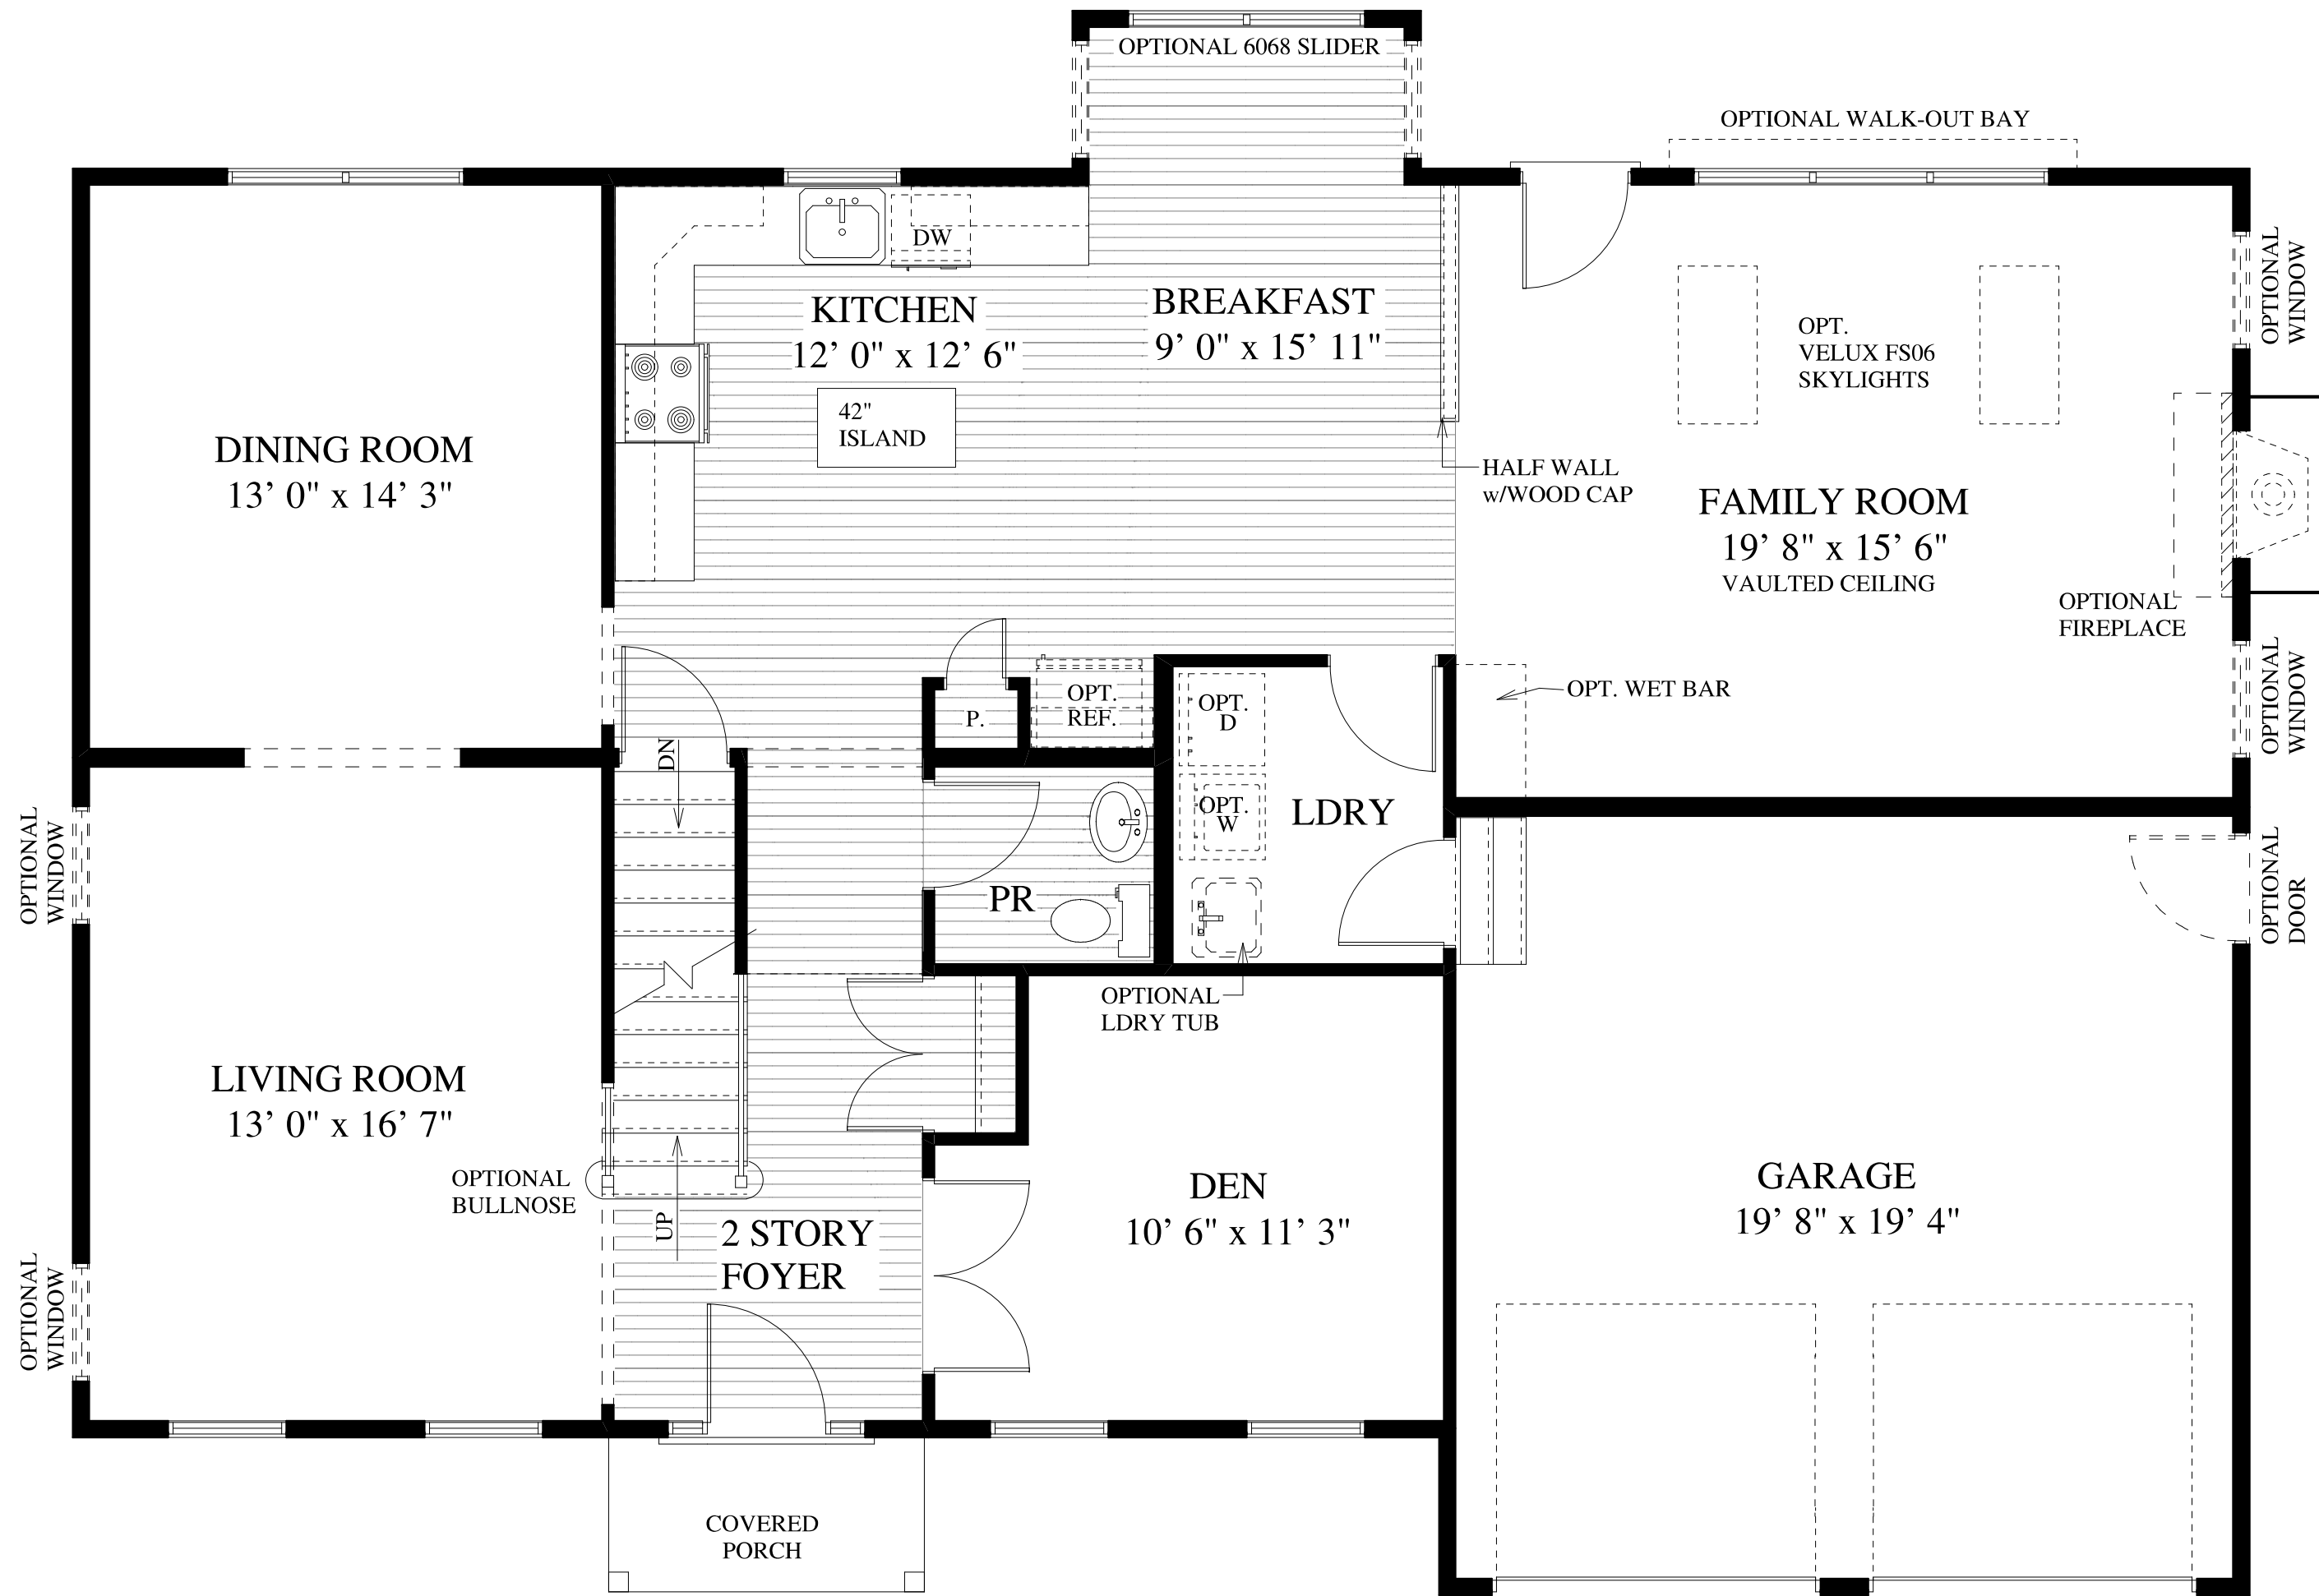 OPTIONAL 6068 SLIDER
OPTIONAL WALK-OUT BAY
DW
KITCHEN
12’ 0" x 12’ 6"
BREAKFAST
9’ 0" x 15’ 11"
OPT.
VELUX FS06
SKYLIGHTS
OPTIONAL
WINDOW
42"
ISLAND
DINING ROOM
13’ 0" x 14’ 3"
HALF WALL
w/WOOD CAP
FAMILY ROOM
19’ 8" x 15’ 6"
VAULTED CEILING
OPTIONAL
FIREPLACE
OPTIONAL
WINDOW
OPT. WET BAR
P.
OPT.
REF.
OPT.
D
DN
OPT.
W
LDRY
OPTIONAL
WINDOW
OPTIONAL
DOOR
PR
OPTIONAL
LDRY TUB
LIVING ROOM
13’ 0" x 16’ 7"
OPTIONAL
BULLNOSE
UP
2 STORY
FOYER
DEN
10’ 6" x 11’ 3"
GARAGE
19’ 8" x 19’ 4"
OPTIONAL
WINDOW
COVERED
PORCH